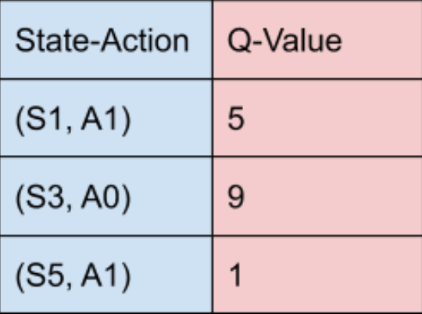 State-Action Q-Value
(S1, A1) 5
(S3, A0) 9
(S5, A1) 1